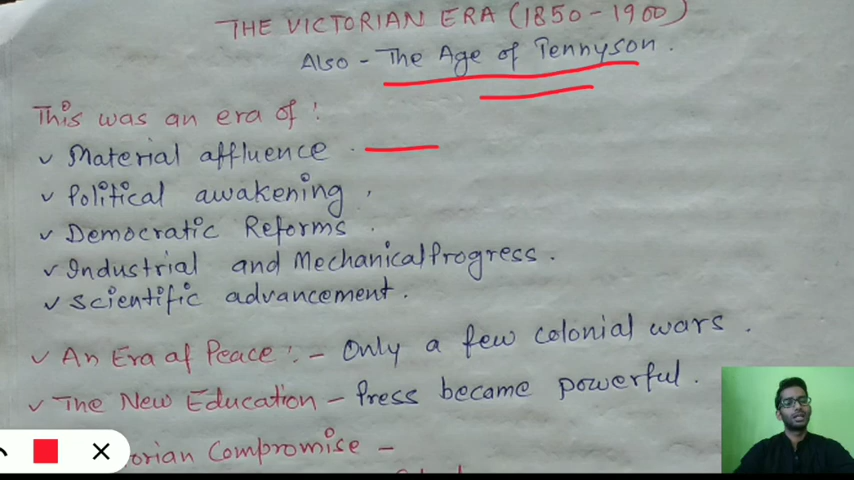 THE VICTORIAN ERA (1850-1900)
Also - The Age of Tennyson.
This was an era of :
✓ Material affluence.
✓ Political awakening,
✓ Democratic Reforms.
✓ Industrial and Mechanical Progress.
✓ Scientific advancement.
✓ An Era of Peace :- Only a few colonial wars.
✓ The New Education - Press became powerful.
orian Compromise -